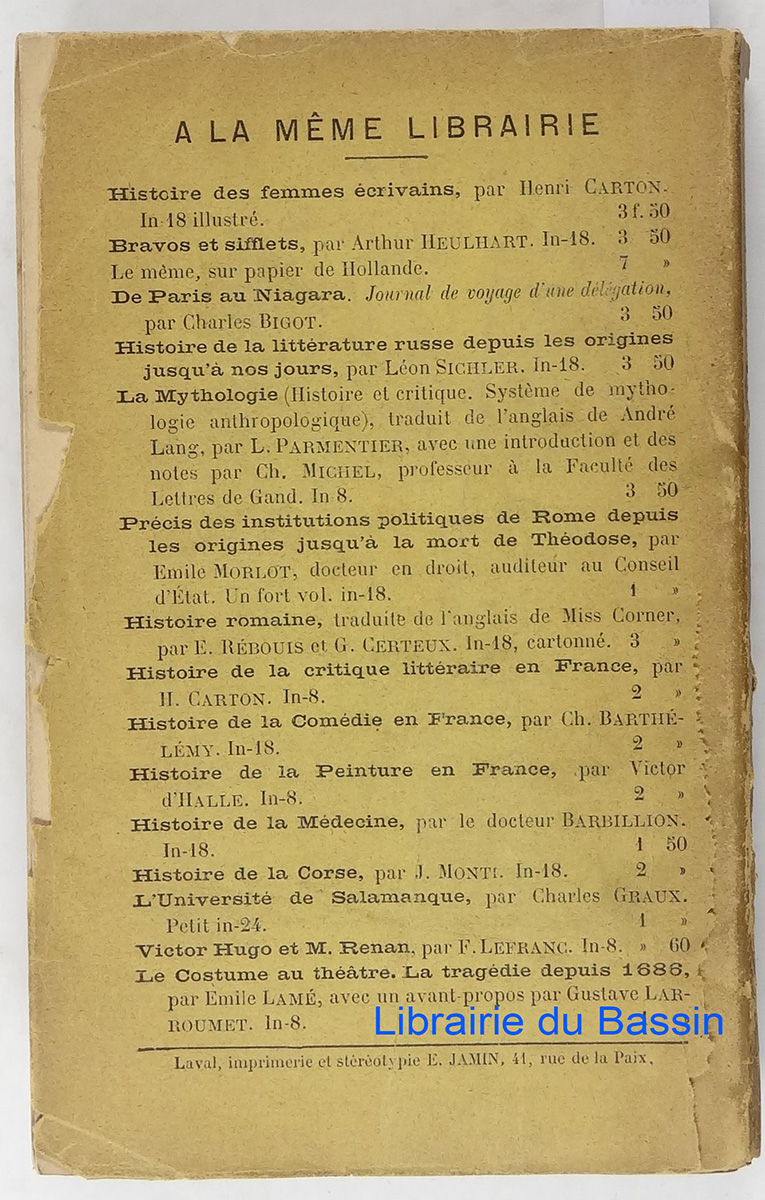 A LA MÊME LIBRAIRIE
Histoire des femmes écrivains, par Henri CARTON.
In-18 illustré. 3 f. 50
Bravos et sifflets, par Arthur HEULHART. In-18. 3 50
Le même, sur papier de Hollande. 7 »
De Paris au Niagara. Journal de voyage d'une délégation,
par Charles BIGOT. 3 50
Histoire de la littérature russe depuis les origines
jusqu'à nos jours, par Léon SICHLER. In-18. 3 50
La Mythologie (Histoire et critique. Système de mytho-
logie anthropologique), traduit de l'anglais de André
Lang, par L. PARMENTIER, avec une introduction et des
notes par Ch. MICHEL, professeur à la Faculté des
Lettres de Gand. In 8. 3 50
Précis des institutions politiques de Rome depuis
les origines jusqu'à la mort de Théodose, par
Emile MORLOT, docteur en droit, auditeur au Conseil
d'État. Un fort vol. in-18. 1 »
Histoire romaine, traduite de l'anglais de Miss Corner,
par E. RÉBOUIS et G. CERTEUX. In-18, cartonné. 3 »
Histoire de la critique littéraire en France, par
H. CARTON. In-8. 2 »
Histoire de la Comédie en France, par Ch. BARTHÉ-
LÉMY. In-18. 2 »
Histoire de la Peinture en France, par Victor
d'HALLE. In-8. 2 »
Histoire de la Médecine, par le docteur BARBILLION.
In-18. 1 50
Histoire de la Corse, par J. MONTI. In-18. 2 »
L'Université de Salamanque, par Charles GRAUX.
Petit in-24. 1 »
Victor Hugo et M. Renan, par F. LEFRANC. In-8. » 60
Le Costume au théâtre. La tragédie depuis 1636,
par Emile LAMÉ, avec un avant-propos par Gustave LAR-
ROUMET. In-8.
Librairie du Bassin
Laval, imprimerie et stéréotypie E. JAMIN, 41, rue de la Paix.